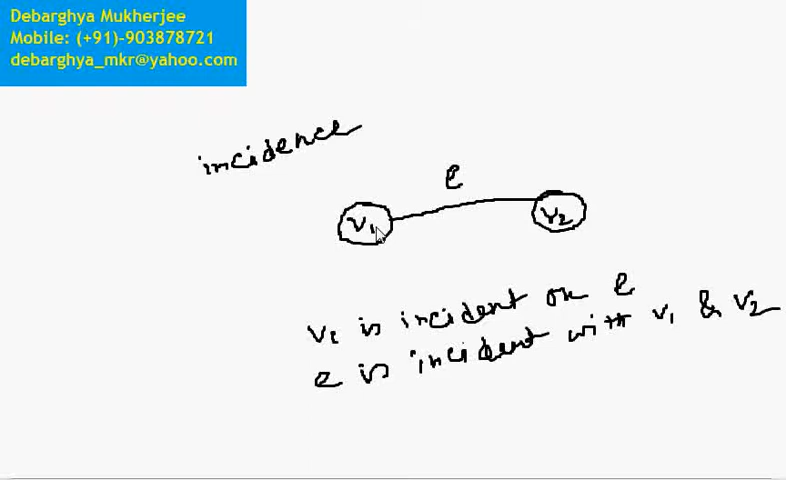 Debarghya Mukherjee
Mobile: (+91)-903878721
debarghya_mkr@yahoo.com
incidence
e
v1
v2
is incident on e
e is incident with v1 & v2